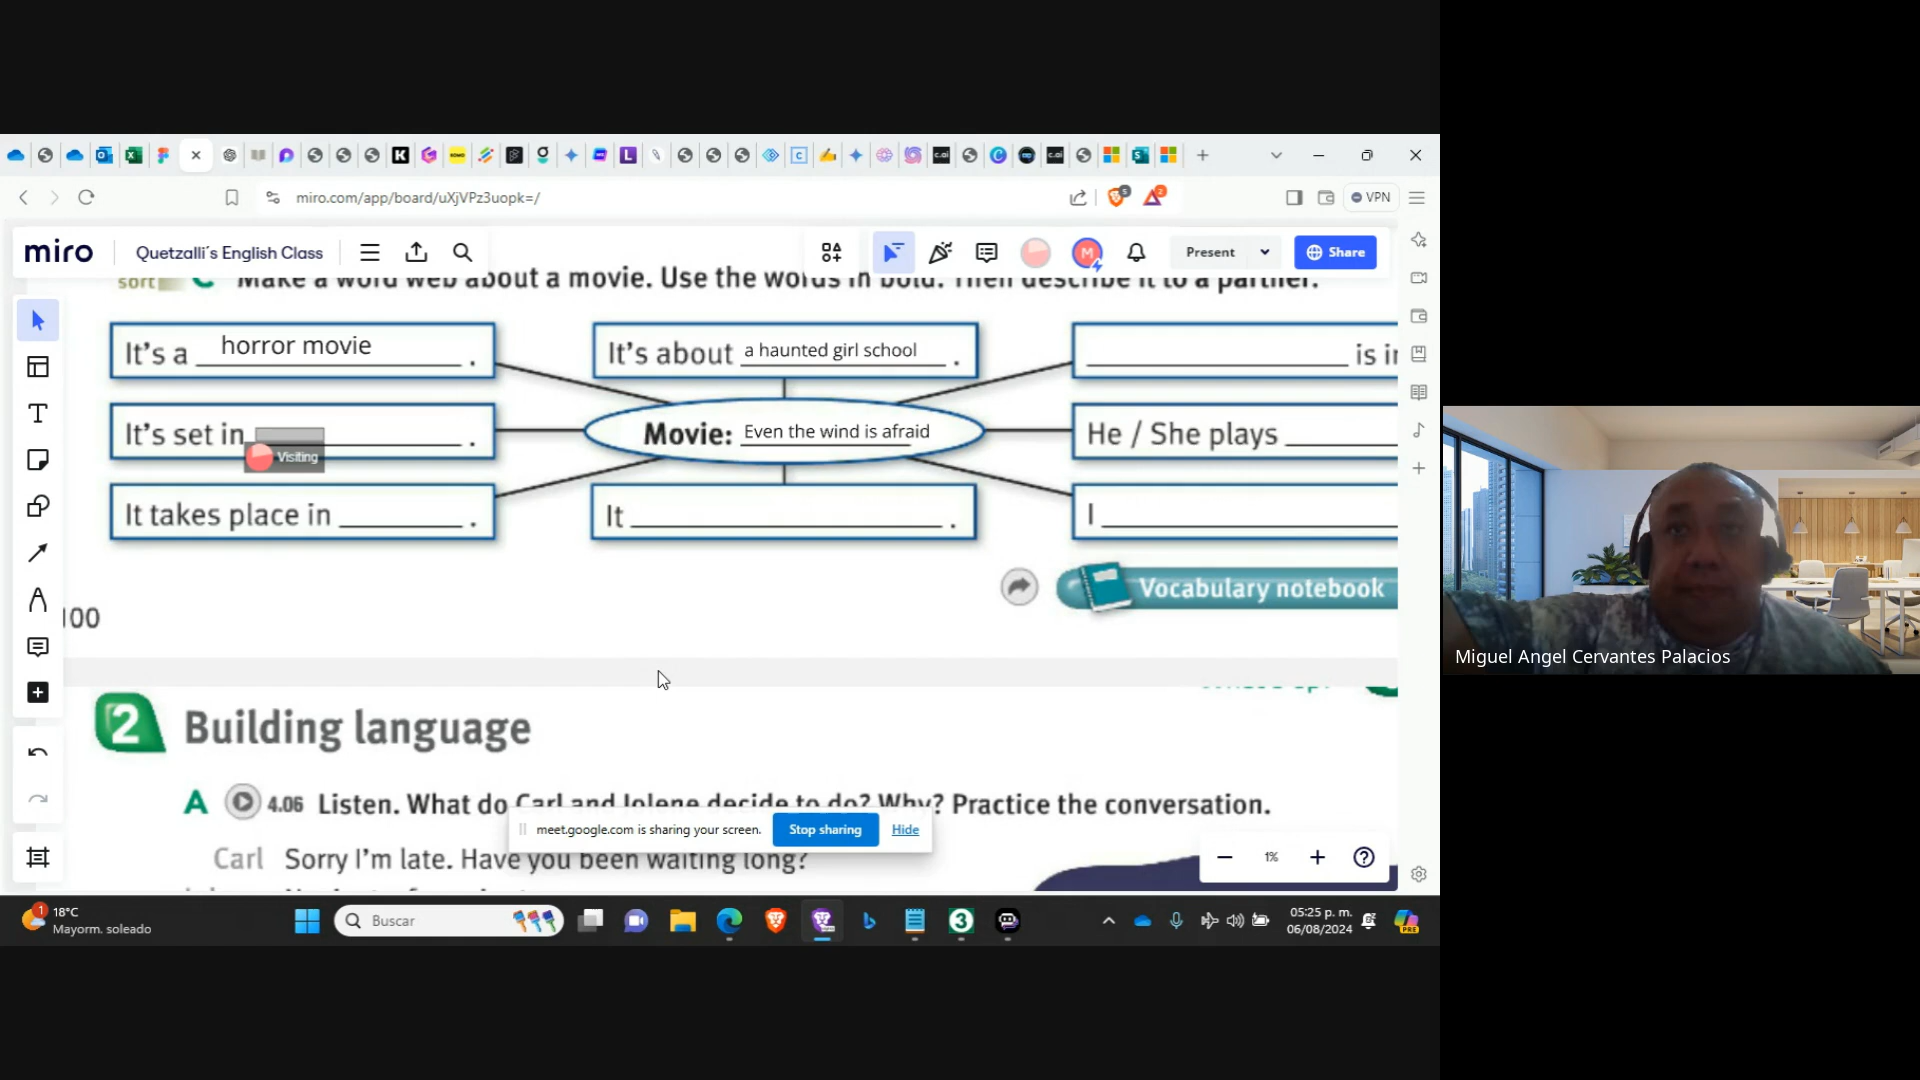 miro.com/app/board/uXjVPz3uopk=/
VPN
miro
Quetzalli´s English Class
M
Present
Share
sort C Make a word web about a movie. Use the words in bold. Then describe it to a partner.
It's a horror movie .
It's about a haunted girl school .
is in
It's set in .
Visiting
Movie: Even the wind is afraid
He / She plays
It takes place in .
It .
I
Vocabulary notebook
100
2 Building language
A 4.06 Listen. What do Carl and Jolene decide to do? Why? Practice the conversation.
meet.google.com is sharing your screen.
Stop sharing
Hide
Carl Sorry I'm late. Have you been waiting long?
1%
Miguel Angel Cervantes Palacios
18°C
Mayorm. soleado
Buscar
05:25 p. m.
06/08/2024